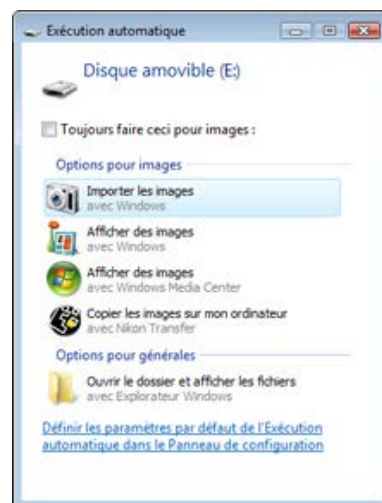 Exécution automatique
Disque amovible (E:)
Toujours faire ceci pour images :
Options pour images
Importer les images
avec Windows
Afficher des images
avec Windows
Afficher des images
avec Windows Media Center
Copier les images sur mon ordinateur
avec Nikon Transfer
Options pour générales
Ouvrir le dossier et afficher les fichiers
avec Explorateur Windows
Définir les paramètres par défaut de l'Exécution
automatique dans le Panneau de configuration